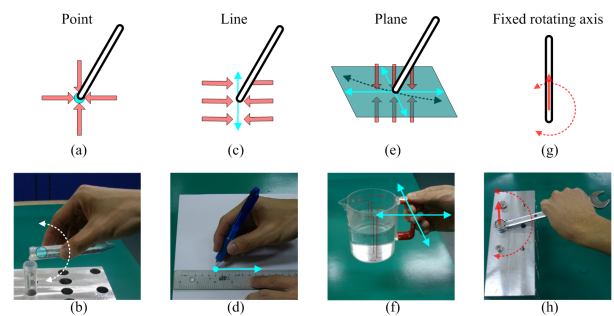 Point Line Plane Fixed rotating axis
(a) (c) (e) (g)
(b) (d) (f) (h)